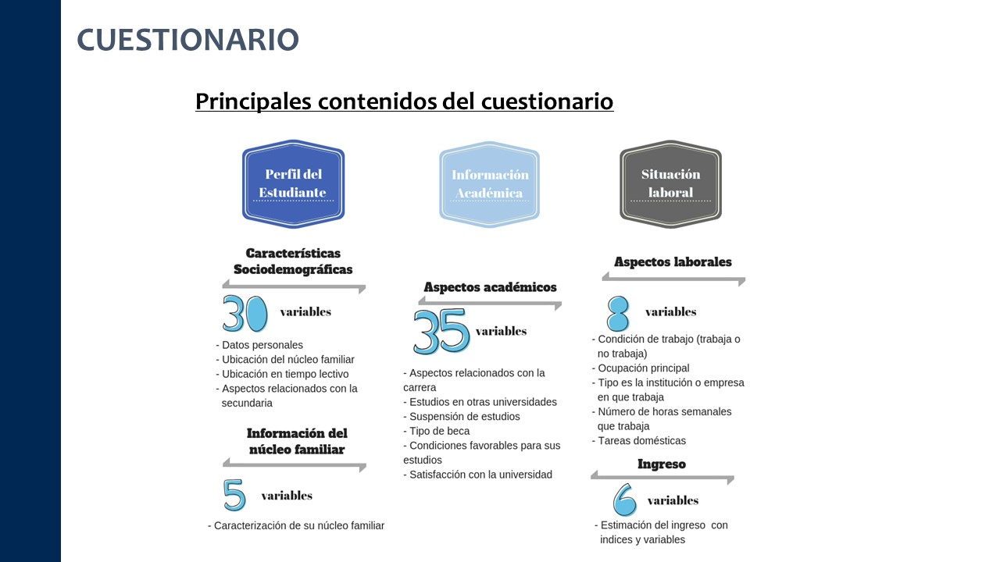 CUESTIONARIO
Principales contenidos del cuestionario
Perfil del
Estudiante
Características
Sociodemográficas
30 variables
- Datos personales
- Ubicación del núcleo familiar
- Ubicación en tiempo lectivo
- Aspectos relacionados con la
secundaria
Información del
núcleo familiar
5 variables
- Caracterización de su núcleo familiar
Información
Académica
Aspectos académicos
35 variables
- Aspectos relacionados con la
carrera
- Estudios en otras universidades
- Suspensión de estudios
- Tipo de beca
- Condiciones favorables para sus
estudios
- Satisfacción con la universidad
Situación
laboral
Aspectos laborales
8 variables
- Condición de trabajo (trabaja o
no trabaja)
- Ocupación principal
- Tipo es la institución o empresa
en que trabaja
- Número de horas semanales
que trabaja
- Tareas domésticas
Ingreso
6 variables
- Estimación del ingreso con
indices y variables